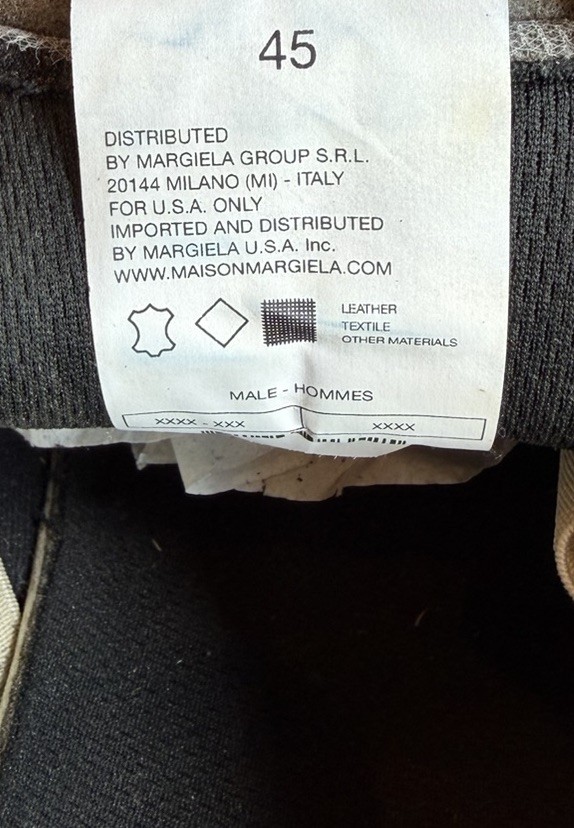 45
DISTRIBUTED
BY MARGIELA GROUP S.R.L.
20144 MILANO (MI) - ITALY
FOR U.S.A. ONLY
IMPORTED AND DISTRIBUTED
BY MARGIELA U.S.A. Inc.
WWW.MAISONMARGIELA.COM
LEATHER
TEXTILE
OTHER MATERIALS
MALE - HOMMES
XXXX - XXX XXXX